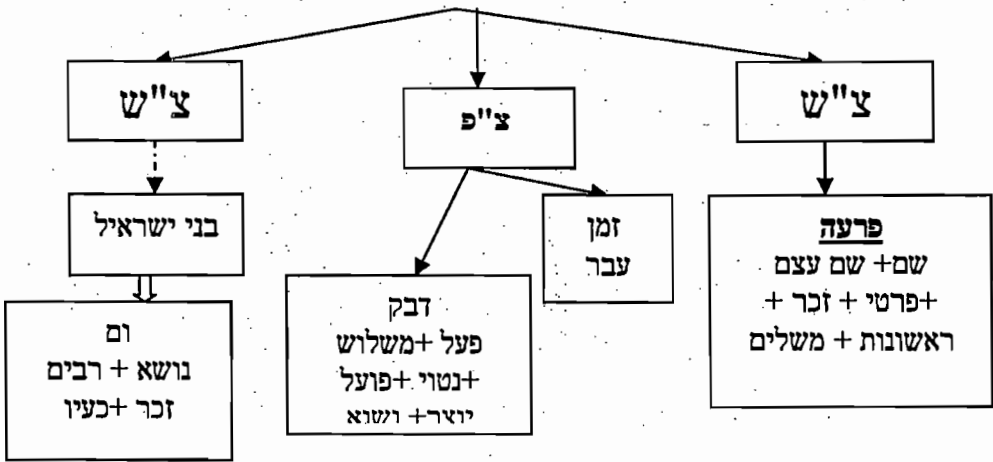 צ"ש
צ"פ
צ"ש
פרעה
שם+ שם עצם
+פרטי + זכר +
ראשונות + משלים
זמן
עבר
דבק
פעל +משלוש
+נטוי +פועל
יוצר+ ושוא
בני ישראיל
ום
נושא + רבים
זכר +כעיו